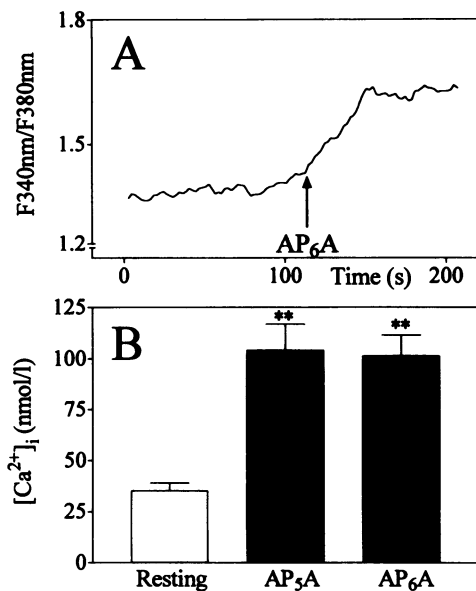 A
F340nm/F380nm
1.8
1.5
1.2
AP₆A
0
100
Time (s)
200
B
[Ca²⁺]ᵢ (nmol/l)
125
100
75
50
25
0
**
**
Resting
AP₅A
AP₆A